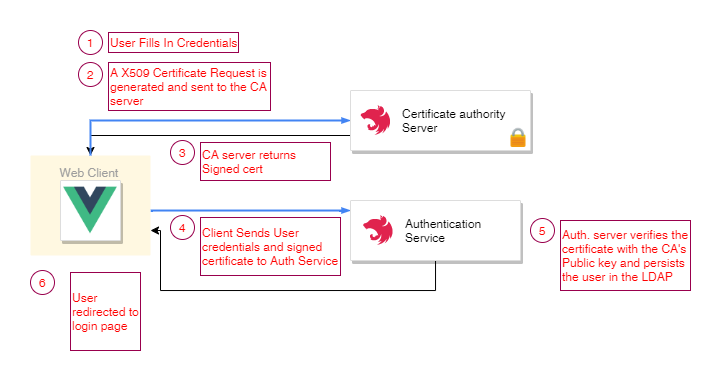 1
User Fills In Credentials
2
A X509 Certificate Request is
generated and sent to the CA
server
Certificate authority
Server
3
CA server returns
Signed cert
Web Client
4
Client Sends User
credentials and signed
certificate to Auth Service
Authentication
Service
5
Auth. server verifies the
certificate with the CA's
Public key and persists
the user in the LDAP
6
User
redirected to
login page